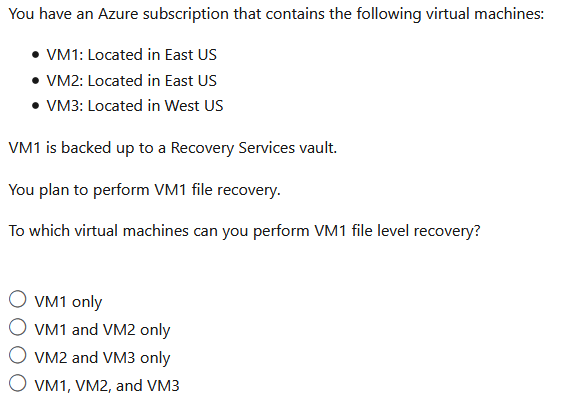 You have an Azure subscription that contains the following virtual machines:
• VM1: Located in East US
• VM2: Located in East US
• VM3: Located in West US
VM1 is backed up to a Recovery Services vault.
You plan to perform VM1 file recovery.
To which virtual machines can you perform VM1 file level recovery?
VM1 only
VM1 and VM2 only
VM2 and VM3 only
VM1, VM2, and VM3